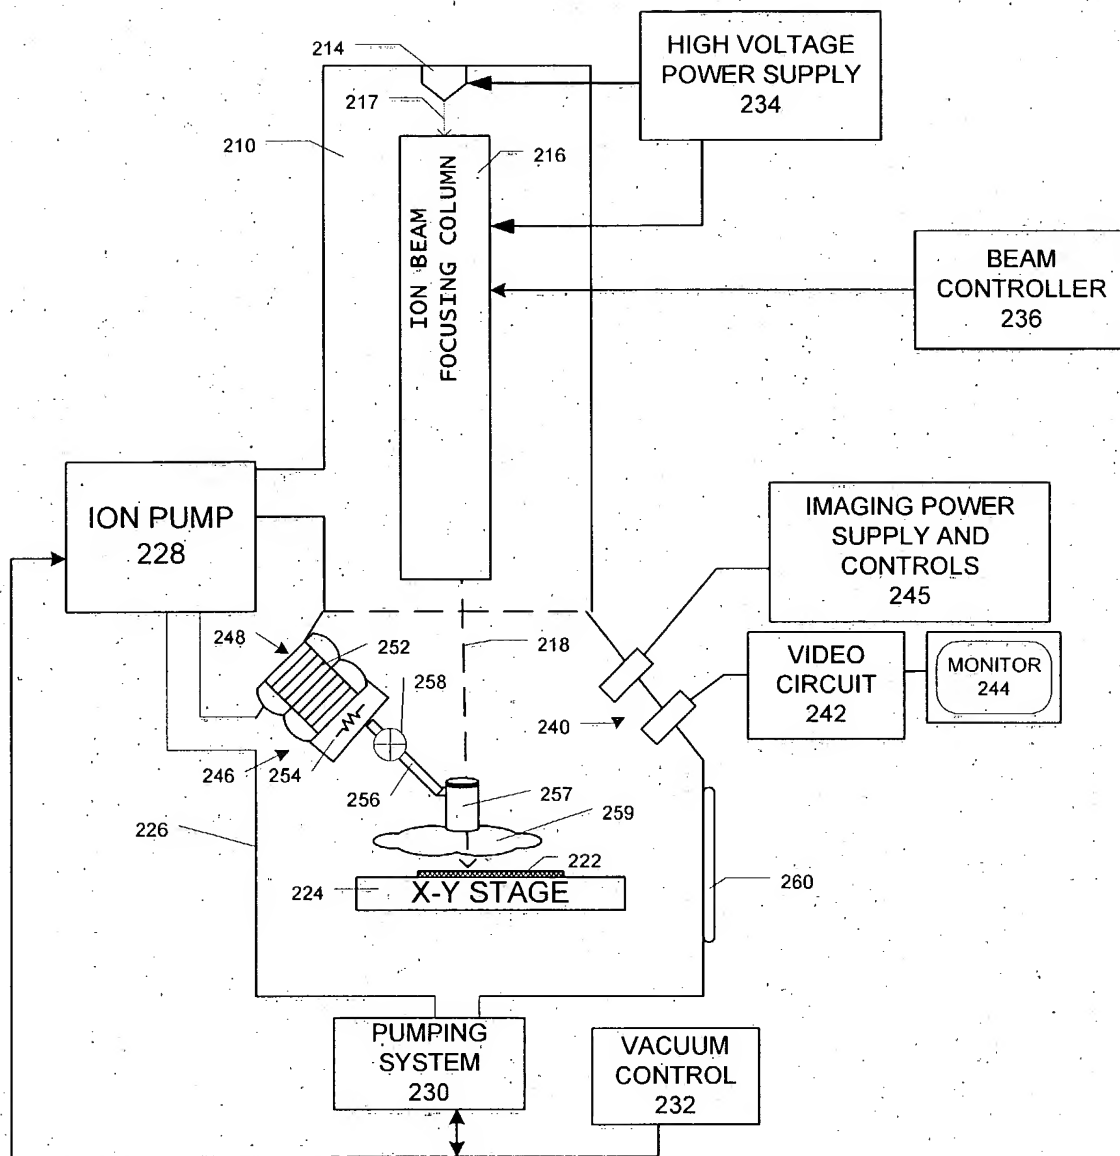 214
HIGH VOLTAGE
POWER SUPPLY
234
217
210
216
ION BEAM
FOCUSING COLUMN
BEAM
CONTROLLER
236
ION PUMP
228
IMAGING POWER
SUPPLY AND
CONTROLS
245
248
252
218
258
VIDEO
CIRCUIT
242
MONITOR
244
240
246
254
256
257
259
226
222
224
X-Y STAGE
260
PUMPING
SYSTEM
230
VACUUM
CONTROL
232